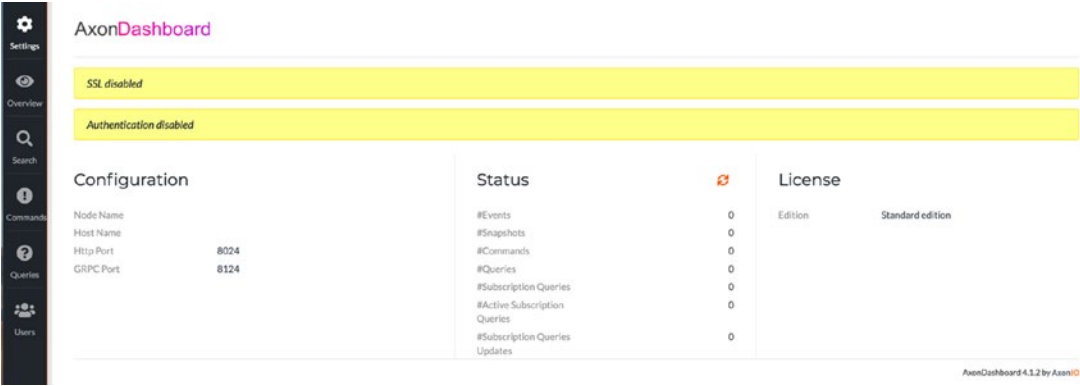 Settings
Overview
Search
Commands
Queries
Users
AxonDashboard
SSL disabled
Authentication disabled
Configuration
Node Name
Host Name
Http Port 8024
GRPC Port 8124
Status
#Events 0
#Snapshots 0
#Commands 0
#Queries 0
#Subscription Queries 0
#Active Subscription 0
Queries
#Subscription Queries 0
Updates
License
Edition Standard edition
AxonDashboard 4.1.2 by AxonIQ